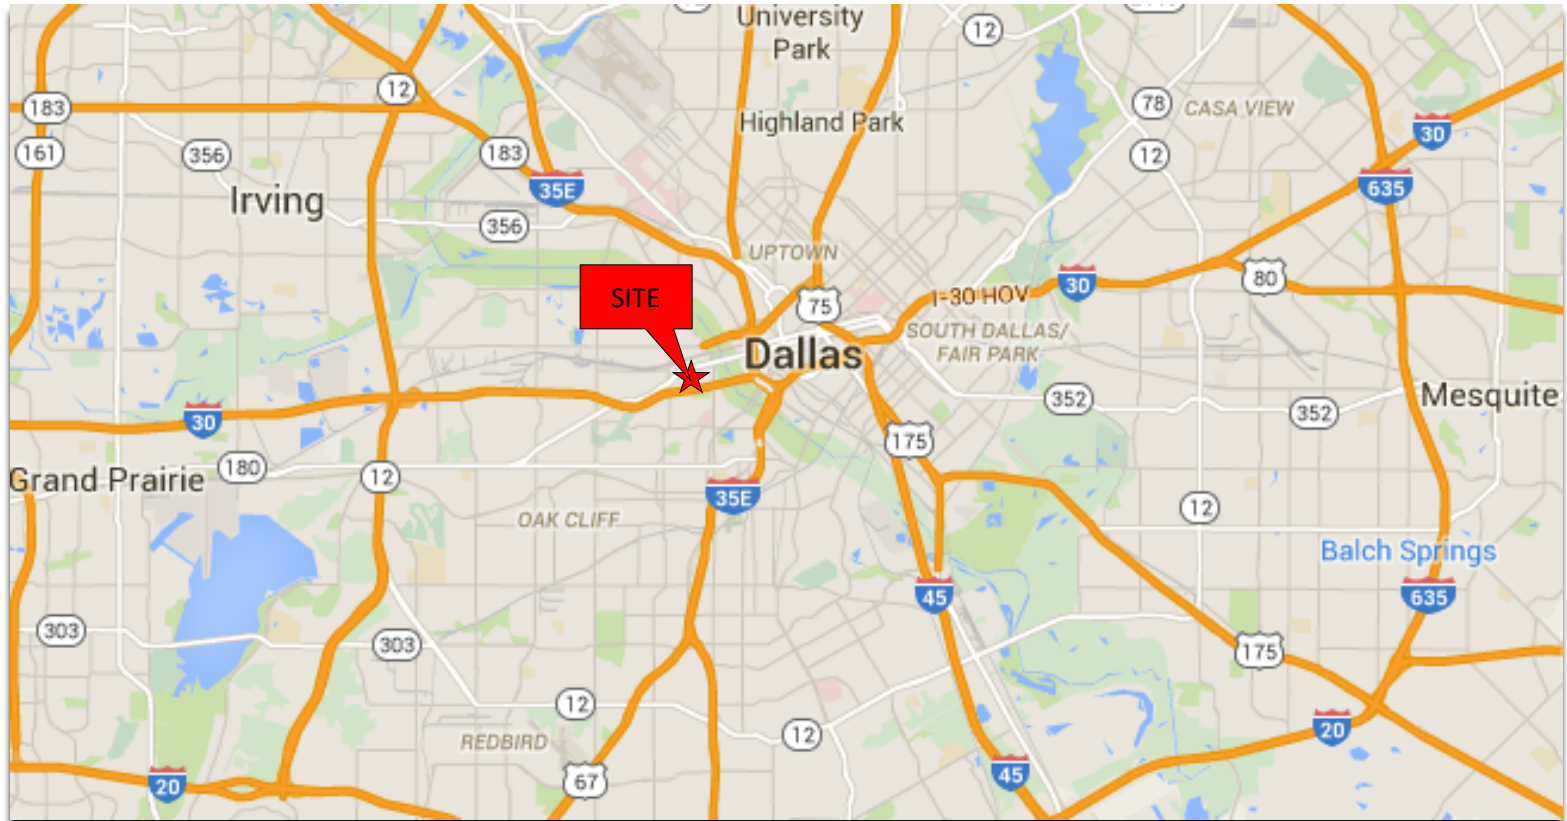 University
Park
12
12
183
78
CASA VIEW
Highland Park
30
161
356
183
12
35E
635
Irving
356
UPTOWN
80
30
SITE
I-30 HOV
75
SOUTH DALLAS/
FAIR PARK
Dallas
Mesquite
352
352
30
175
180
12
Grand Prairie
35E
12
OAK CLIFF
Balch Springs
45
635
303
303
175
12
12
20
REDBIRD
45
67
20